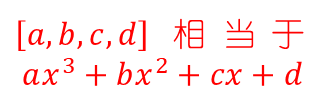 [a, b, c, d] 相当于
ax³ + bx² + cx + d